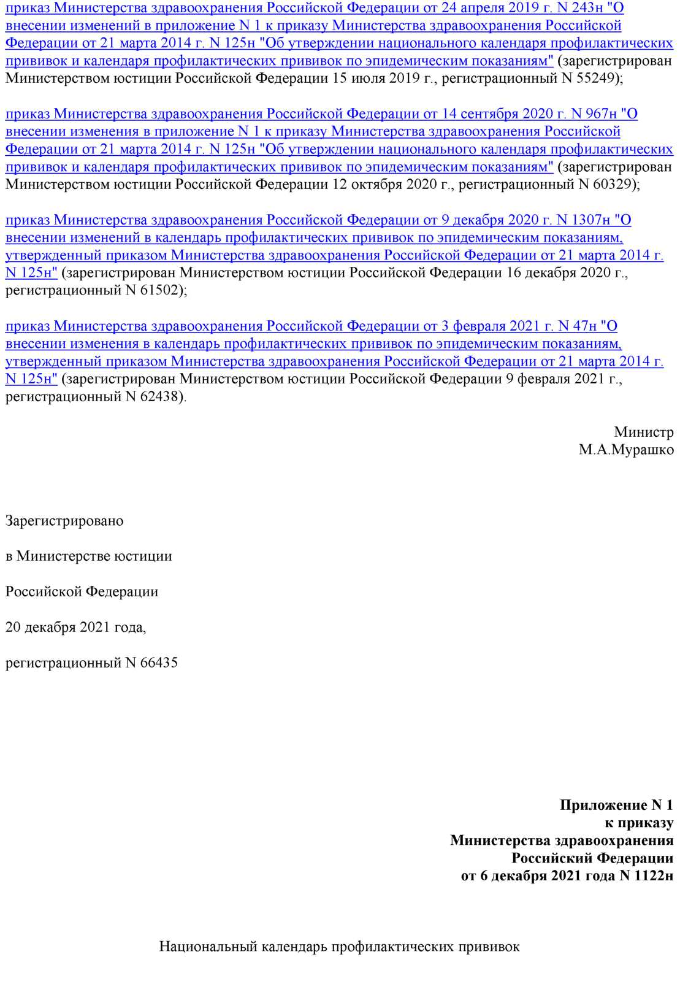 приказ Министерства здравоохранения Российской Федерации от 24 апреля 2019 г. N 243н "О
внесении изменений в приложение N 1 к приказу Министерства здравоохранения Российской
Федерации от 21 марта 2014 г. N 125н "Об утверждении национального календаря профилактических
прививок и календаря профилактических прививок по эпидемическим показаниям" (зарегистрирован
Министерством юстиции Российской Федерации 15 июля 2019 г., регистрационный N 55249);
приказ Министерства здравоохранения Российской Федерации от 14 сентября 2020 г. N 967н "О
внесении изменения в приложение N 1 к приказу Министерства здравоохранения Российской
Федерации от 21 марта 2014 г. N 125н "Об утверждении национального календаря профилактических
прививок и календаря профилактических прививок по эпидемическим показаниям" (зарегистрирован
Министерством юстиции Российской Федерации 12 октября 2020 г., регистрационный N 60329);
приказ Министерства здравоохранения Российской Федерации от 9 декабря 2020 г. N 1307н "О
внесении изменений в календарь профилактических прививок по эпидемическим показаниям,
утвержденный приказом Министерства здравоохранения Российской Федерации от 21 марта 2014 г.
N 125н" (зарегистрирован Министерством юстиции Российской Федерации 16 декабря 2020 г.,
регистрационный N 61502);
приказ Министерства здравоохранения Российской Федерации от 3 февраля 2021 г. N 47н "О
внесении изменения в календарь профилактических прививок по эпидемическим показаниям,
утвержденный приказом Министерства здравоохранения Российской Федерации от 21 марта 2014 г.
N 125н" (зарегистрирован Министерством юстиции Российской Федерации 9 февраля 2021 г.,
регистрационный N 62438).
Министр
М.А.Мурашко
Зарегистрировано
в Министерстве юстиции
Российской Федерации
20 декабря 2021 года,
регистрационный N 66435
Приложение N 1
к приказу
Министерства здравоохранения
Российский Федерации
от 6 декабря 2021 года N 1122н
Национальный календарь профилактических прививок